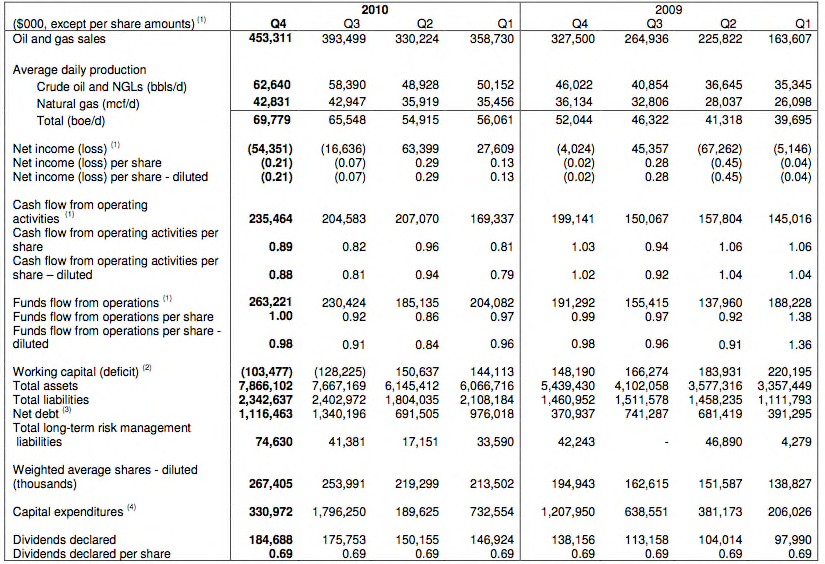 2010 2009
($000, except per share amounts) (1) Q4 Q3 Q2 Q1 Q4 Q3 Q2 Q1
Oil and gas sales 453,311 393,499 330,224 358,730 327,500 264,936 225,822 163,607
Average daily production
Crude oil and NGLs (bbls/d) 62,640 58,390 48,928 50,152 46,022 40,854 36,645 35,345
Natural gas (mcf/d) 42,831 42,947 35,919 35,456 36,134 32,806 28,037 26,098
Total (boe/d) 69,779 65,548 54,915 56,061 52,044 46,322 41,318 39,695
Net income (loss) (1) (54,351) (16,636) 63,399 27,609 (4,024) 45,357 (67,262) (5,146)
Net income (loss) per share (0.21) (0.07) 0.29 0.13 (0.02) 0.28 (0.45) (0.04)
Net income (loss) per share - diluted (0.21) (0.07) 0.29 0.13 (0.02) 0.28 (0.45) (0.04)
Cash flow from operating
activities (1) 235,464 204,583 207,070 169,337 199,141 150,067 157,804 145,016
Cash flow from operating activities per
share 0.89 0.82 0.96 0.81 1.03 0.94 1.06 1.06
Cash flow from operating activities per
share – diluted 0.88 0.81 0.94 0.79 1.02 0.92 1.04 1.04
Funds flow from operations (1) 263,221 230,424 185,135 204,082 191,292 155,415 137,960 188,228
Funds flow from operations per share 1.00 0.92 0.86 0.97 0.99 0.97 0.92 1.38
Funds flow from operations per share -
diluted 0.98 0.91 0.84 0.96 0.98 0.96 0.91 1.36
Working capital (deficit) (2) (103,477) (128,225) 150,637 144,113 148,190 166,274 183,931 220,195
Total assets 7,866,102 7,667,169 6,145,412 6,066,716 5,439,430 4,102,058 3,577,316 3,357,449
Total liabilities 2,342,637 2,402,972 1,804,035 2,108,184 1,460,952 1,511,578 1,458,235 1,111,793
Net debt (3) 1,116,463 1,340,196 691,505 976,018 370,937 741,287 681,419 391,295
Total long-term risk management
liabilities 74,630 41,381 17,151 33,590 42,243 - 46,890 4,279
Weighted average shares - diluted
(thousands) 267,405 253,991 219,299 213,502 194,943 162,615 151,587 138,827
Capital expenditures (4) 330,972 1,796,250 189,625 732,554 1,207,950 638,551 381,173 206,026
Dividends declared 184,688 175,753 150,155 146,924 138,156 113,158 104,014 97,990
Dividends declared per share 0.69 0.69 0.69 0.69 0.69 0.69 0.69 0.69